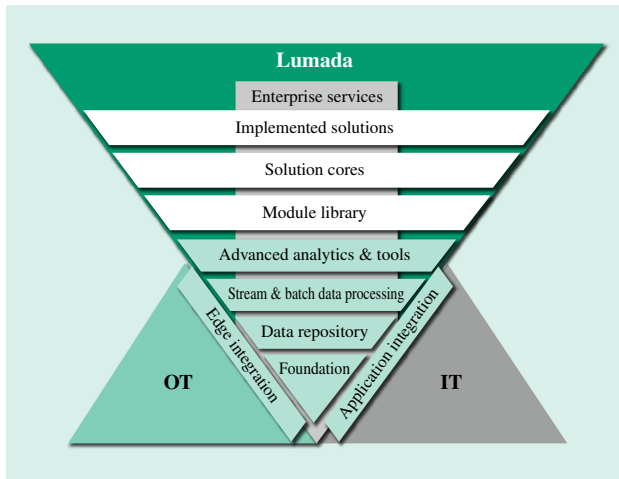 Lumada
Enterprise services
Implemented solutions
Solution cores
Module library
Advanced analytics & tools
Stream & batch data processing
Data repository
Foundation
Edge integration
Application integration
OT
IT